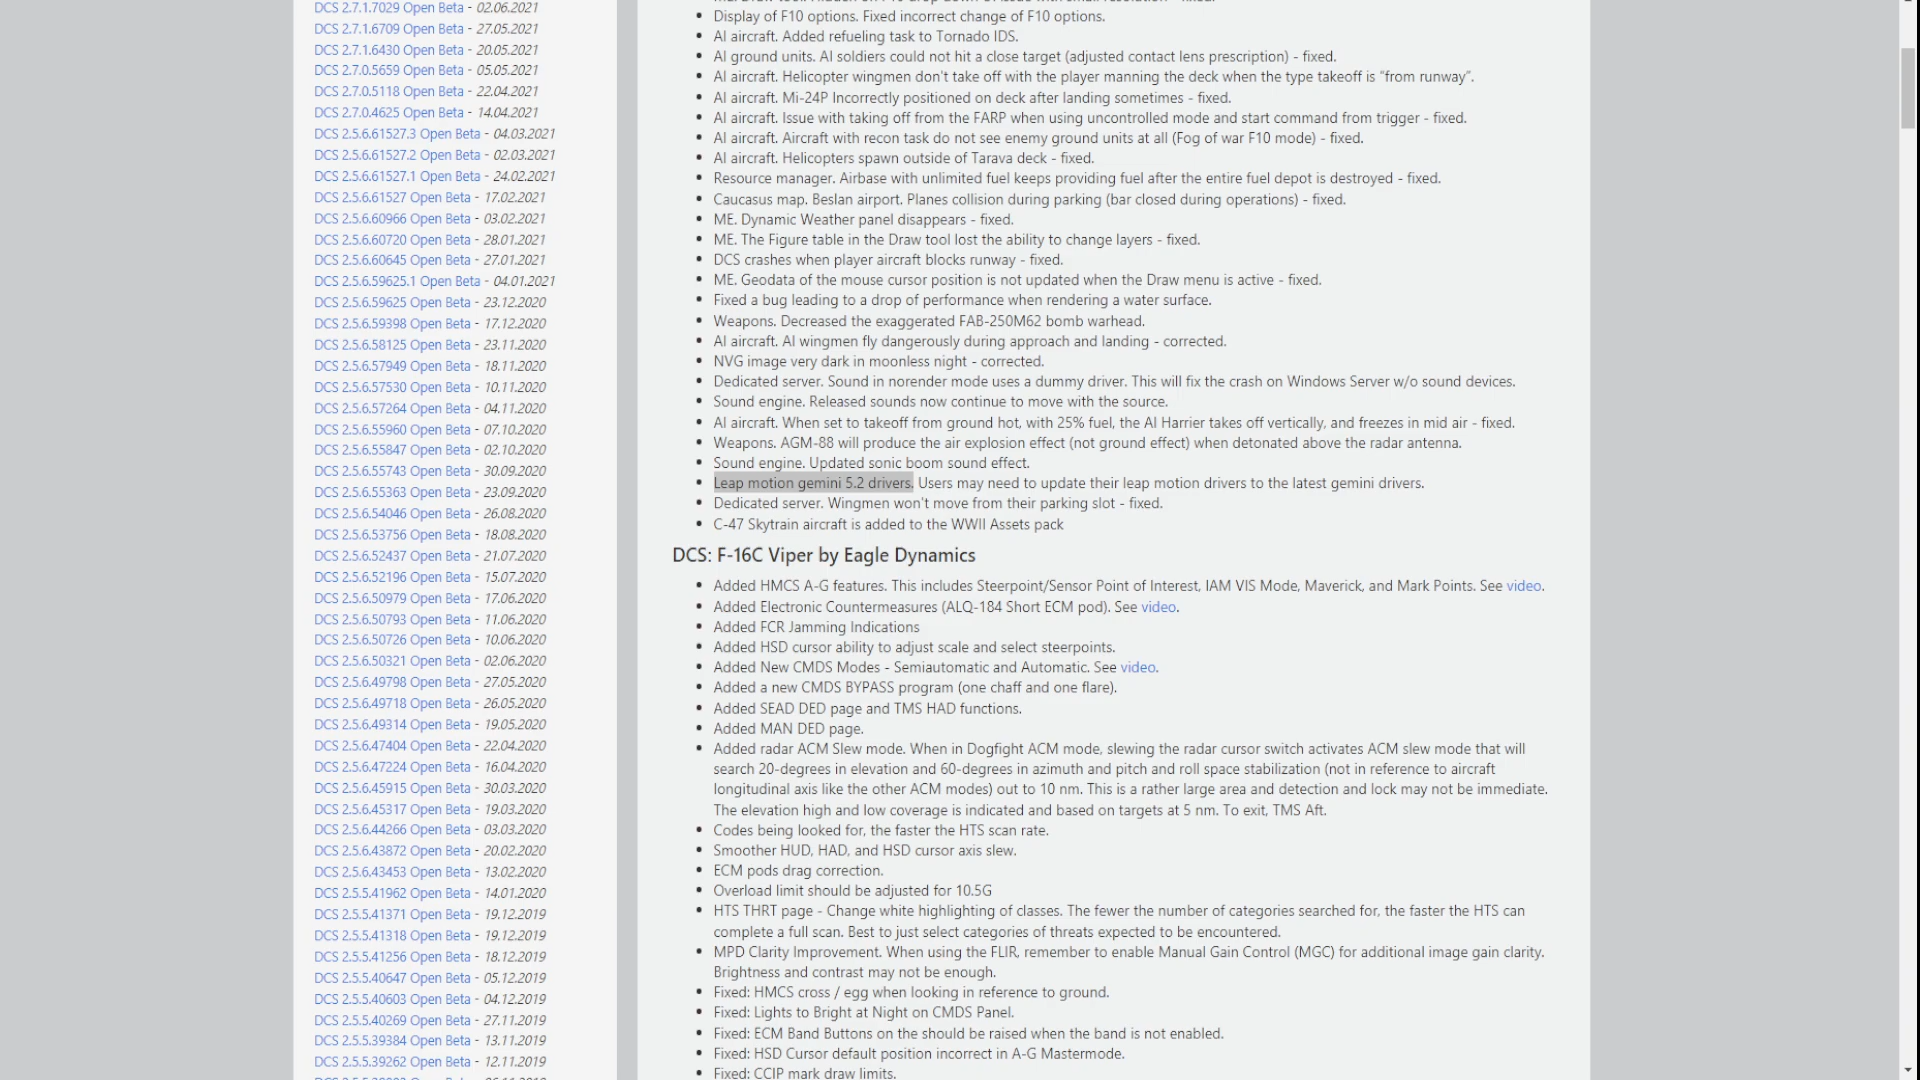 DCS 2.7.1.7029 Open Beta - 02.06.2021
DCS 2.7.1.6709 Open Beta - 27.05.2021
DCS 2.7.1.6430 Open Beta - 20.05.2021
DCS 2.7.0.5659 Open Beta - 05.05.2021
DCS 2.7.0.5118 Open Beta - 22.04.2021
DCS 2.7.0.4625 Open Beta - 14.04.2021
DCS 2.5.6.61527.3 Open Beta - 04.03.2021
DCS 2.5.6.61527.2 Open Beta - 02.03.2021
DCS 2.5.6.61527.1 Open Beta - 24.02.2021
DCS 2.5.6.61527 Open Beta - 17.02.2021
DCS 2.5.6.60966 Open Beta - 03.02.2021
DCS 2.5.6.60720 Open Beta - 28.01.2021
DCS 2.5.6.60645 Open Beta - 27.01.2021
DCS 2.5.6.59625.1 Open Beta - 04.01.2021
DCS 2.5.6.59625 Open Beta - 23.12.2020
DCS 2.5.6.59398 Open Beta - 17.12.2020
DCS 2.5.6.58125 Open Beta - 23.11.2020
DCS 2.5.6.57949 Open Beta - 18.11.2020
DCS 2.5.6.57530 Open Beta - 10.11.2020
DCS 2.5.6.57264 Open Beta - 04.11.2020
DCS 2.5.6.55960 Open Beta - 07.10.2020
DCS 2.5.6.55847 Open Beta - 02.10.2020
DCS 2.5.6.55743 Open Beta - 30.09.2020
DCS 2.5.6.55363 Open Beta - 23.09.2020
DCS 2.5.6.54046 Open Beta - 26.08.2020
DCS 2.5.6.53756 Open Beta - 18.08.2020
DCS 2.5.6.52437 Open Beta - 21.07.2020
DCS 2.5.6.52196 Open Beta - 15.07.2020
DCS 2.5.6.50979 Open Beta - 17.06.2020
DCS 2.5.6.50793 Open Beta - 11.06.2020
DCS 2.5.6.50726 Open Beta - 10.06.2020
DCS 2.5.6.50321 Open Beta - 02.06.2020
DCS 2.5.6.49798 Open Beta - 27.05.2020
DCS 2.5.6.49718 Open Beta - 26.05.2020
DCS 2.5.6.49314 Open Beta - 19.05.2020
DCS 2.5.6.47404 Open Beta - 22.04.2020
DCS 2.5.6.47224 Open Beta - 16.04.2020
DCS 2.5.6.45915 Open Beta - 30.03.2020
DCS 2.5.6.45317 Open Beta - 19.03.2020
DCS 2.5.6.44266 Open Beta - 03.03.2020
DCS 2.5.6.43872 Open Beta - 20.02.2020
DCS 2.5.6.43453 Open Beta - 13.02.2020
DCS 2.5.5.41962 Open Beta - 14.01.2020
DCS 2.5.5.41371 Open Beta - 19.12.2019
DCS 2.5.5.41318 Open Beta - 19.12.2019
DCS 2.5.5.41256 Open Beta - 18.12.2019
DCS 2.5.5.40647 Open Beta - 05.12.2019
DCS 2.5.5.40603 Open Beta - 04.12.2019
DCS 2.5.5.40269 Open Beta - 27.11.2019
DCS 2.5.5.39384 Open Beta - 13.11.2019
DCS 2.5.5.39262 Open Beta - 12.11.2019
Display of F10 options. Fixed incorrect change of F10 options.
AI aircraft. Added refueling task to Tornado IDS.
AI ground units. AI soldiers could not hit a close target (adjusted contact lens prescription) - fixed.
AI aircraft. Helicopter wingmen don't take off with the player manning the deck when the type takeoff is “from runway”.
AI aircraft. Mi-24P Incorrectly positioned on deck after landing sometimes - fixed.
AI aircraft. Issue with taking off from the FARP when using uncontrolled mode and start command from trigger - fixed.
AI aircraft. Aircraft with recon task do not see enemy ground units at all (Fog of war F10 mode) - fixed.
AI aircraft. Helicopters spawn outside of Tarava deck - fixed.
Resource manager. Airbase with unlimited fuel keeps providing fuel after the entire fuel depot is destroyed - fixed.
Caucasus map. Beslan airport. Planes collision during parking (bar closed during operations) - fixed.
ME. Dynamic Weather panel disappears - fixed.
ME. The Figure table in the Draw tool lost the ability to change layers - fixed.
DCS crashes when player aircraft blocks runway - fixed.
ME. Geodata of the mouse cursor position is not updated when the Draw menu is active - fixed.
Fixed a bug leading to a drop of performance when rendering a water surface.
Weapons. Decreased the exaggerated FAB-250M62 bomb warhead.
AI aircraft. AI wingmen fly dangerously during approach and landing - corrected.
NVG image very dark in moonless night - corrected.
Dedicated server. Sound in norender mode uses a dummy driver. This will fix the crash on Windows Server w/o sound devices.
Sound engine. Released sounds now continue to move with the source.
AI aircraft. When set to takeoff from ground hot, with 25% fuel, the AI Harrier takes off vertically, and freezes in mid air - fixed.
Weapons. AGM-88 will produce the air explosion effect (not ground effect) when detonated above the radar antenna.
Sound engine. Updated sonic boom sound effect.
Leap motion gemini 5.2 drivers. Users may need to update their leap motion drivers to the latest gemini drivers.
Dedicated server. Wingmen won't move from their parking slot - fixed.
C-47 Skytrain aircraft is added to the WWII Assets pack
DCS: F-16C Viper by Eagle Dynamics
Added HMCS A-G features. This includes Steerpoint/Sensor Point of Interest, IAM VIS Mode, Maverick, and Mark Points. See video.
Added Electronic Countermeasures (ALQ-184 Short ECM pod). See video.
Added FCR Jamming Indications
Added HSD cursor ability to adjust scale and select steerpoints.
Added New CMDS Modes - Semiautomatic and Automatic. See video.
Added a new CMDS BYPASS program (one chaff and one flare).
Added SEAD DED page and TMS HAD functions.
Added MAN DED page.
Added radar ACM Slew mode. When in Dogfight ACM mode, slewing the radar cursor switch activates ACM slew mode that will
search 20-degrees in elevation and 60-degrees in azimuth and pitch and roll space stabilization (not in reference to aircraft
longitudinal axis like the other ACM modes) out to 10 nm. This is a rather large area and detection and lock may not be immediate.
The elevation high and low coverage is indicated and based on targets at 5 nm. To exit, TMS Aft.
Codes being looked for, the faster the HTS scan rate.
Smoother HUD, HAD, and HSD cursor axis slew.
ECM pods drag correction.
Overload limit should be adjusted for 10.5G
HTS THRT page - Change white highlighting of classes. The fewer the number of categories searched for, the faster the HTS can
complete a full scan. Best to just select categories of threats expected to be encountered.
MPD Clarity Improvement. When using the FLIR, remember to enable Manual Gain Control (MGC) for additional image gain clarity.
Brightness and contrast may not be enough.
Fixed: HMCS cross / egg when looking in reference to ground.
Fixed: Lights to Bright at Night on CMDS Panel.
Fixed: ECM Band Buttons on the should be raised when the band is not enabled.
Fixed: HSD Cursor default position incorrect in A-G Mastermode.
Fixed: CCIP mark draw limits.